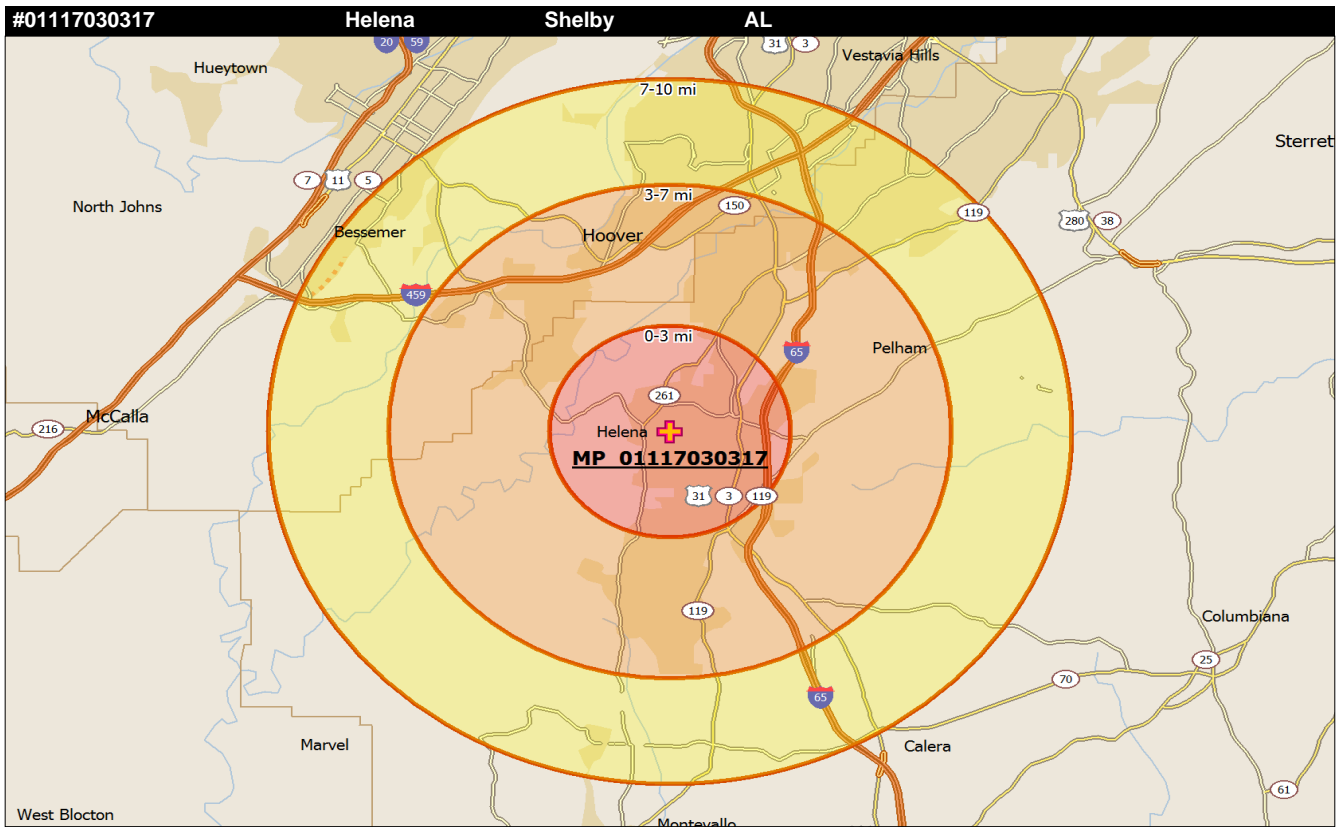 #01117030317 Helena Shelby AL
20 59
31 3
Vestavia Hills
Hueytown
7-10 mi
Sterret
7 11 5
3-7 mi
North Johns
150
119
280 38
Bessemer
Hoover
459
0-3 mi
65
Pelham
261
McCalla
216
Helena
MP 01117030317
31 3 119
119
Columbiana
25
70
65
Marvel
Calera
61
West Blocton
Montevallo